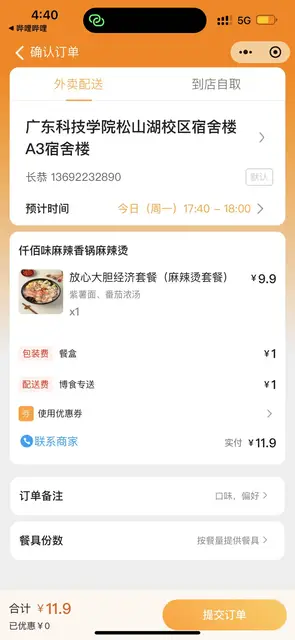 4:40
5G
哔哩哔哩
确认订单
外卖配送
到店自取
广东科技学院松山湖校区宿舍楼
A3宿舍楼
长恭 13692232890
默认
预计时间
今日（周一）17:40 ~ 18:00
仟佰味麻辣香锅麻辣烫
放心大胆经济套餐（麻辣烫套餐）
¥9.9
紫薯面、番茄浓汤
x1
包装费 餐盒 ¥1
配送费 博食专送 ¥1
券 使用优惠券
联系商家
实付 ¥11.9
订单备注
口味，偏好
餐具份数
按餐量提供餐具
合计 ¥11.9
已优惠 ¥0
提交订单